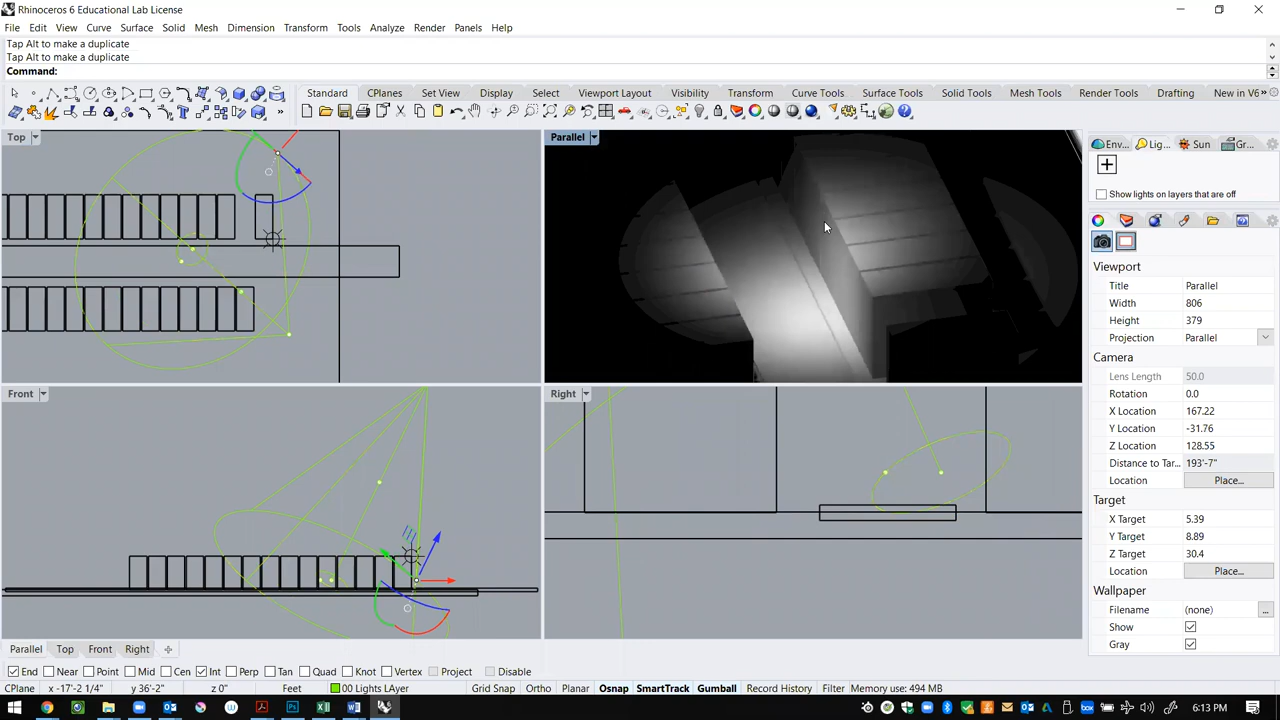 Rhinoceros 6 Educational Lab License
File Edit View Curve Surface Solid Mesh Dimension Transform Tools Analyze Render Panels Help
Tap Alt to make a duplicate
Tap Alt to make a duplicate
Command:
Standard CPlanes Set View Display Select Viewport Layout Visibility Transform Curve Tools Surface Tools Solid Tools Mesh Tools Render Tools Drafting New in V6
Top
Parallel
Env... Lig... Sun Gr...
Show lights on layers that are off
Viewport
Title Parallel
Width 806
Height 379
Projection Parallel
Camera
Lens Length 50.0
Rotation 0.0
X Location 167.22
Y Location -31.76
Z Location 128.55
Distance to Tar... 193'-7"
Location Place...
Target
X Target 5.39
Y Target 8.89
Z Target 30.4
Location Place...
Wallpaper
Filename (none) ...
Show
Gray
Front
Right
Parallel Top Front Right
End Near Point Mid Cen Int Perp Tan Quad Knot Vertex Project Disable
CPlane x -17'-2 1/4" y 36'-2" z 0" Feet 00 Lights LAyer Grid Snap Ortho Planar Osnap SmartTrack Gumball Record History Filter Memory use: 494 MB
6:13 PM